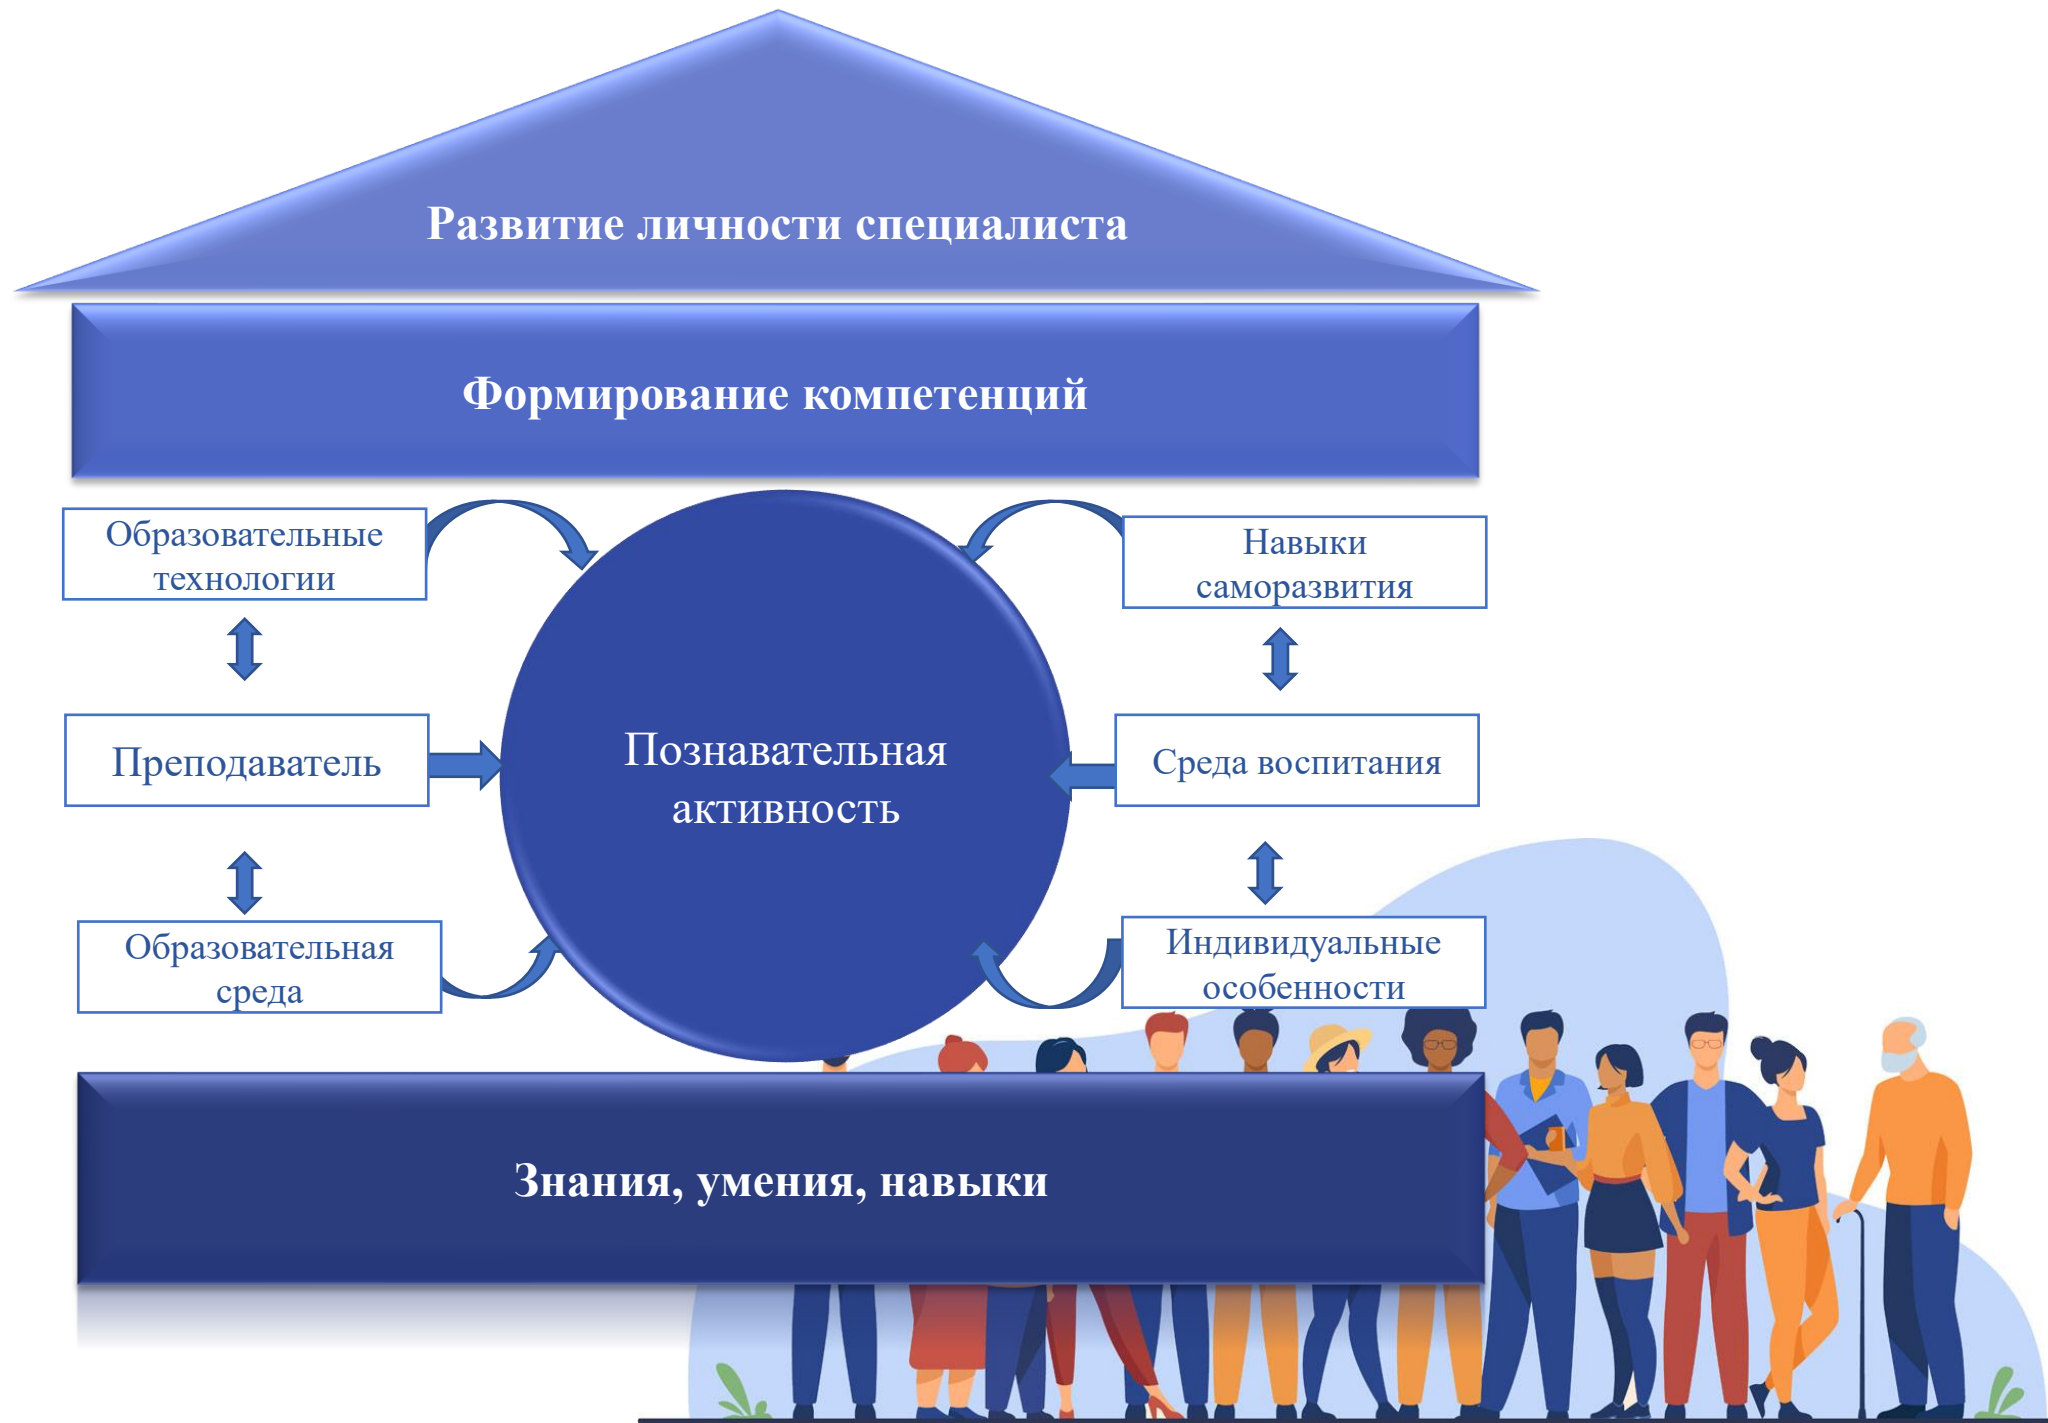 Развитие личности специалиста
Формирование компетенций
Образовательные
технологии
Навыки
саморазвития
Преподаватель
Познавательная
активность
Среда воспитания
Образовательная
среда
Индивидуальные
особенности
Знания, умения, навыки